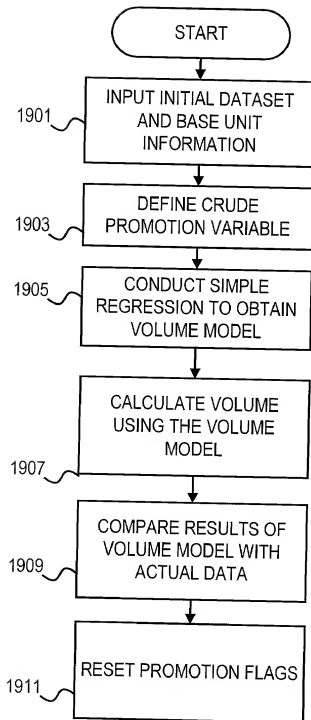 START
1901
INPUT INITIAL DATASET
AND BASE UNIT
INFORMATION
1903
DEFINE CRUDE
PROMOTION VARIABLE
1905
CONDUCT SIMPLE
REGRESSION TO OBTAIN
VOLUME MODEL
CALCULATE VOLUME
USING THE VOLUME
MODEL
1907
COMPARE RESULTS OF
VOLUME MODEL WITH
ACTUAL DATA
1909
RESET PROMOTION FLAGS
1911